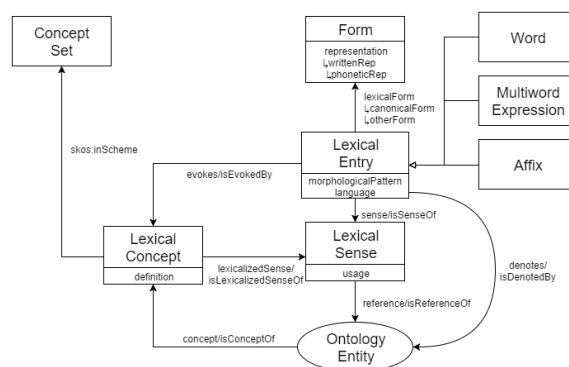 Concept
Set
Form
representation
↳writtenRep
↳phoneticRep
Word
Multiword
Expression
Affix
lexicalForm
↳canonicalForm
↳otherForm
skos:inScheme
Lexical
Entry
morphologicalPattern
language
evokes/isEvokedBy
sense/isSenseOf
Lexical
Concept
definition
lexicalizedSense/
isLexicalizedSenseOf
Lexical
Sense
usage
denotes/
isDenotedBy
reference/isReferenceOf
concept/isConceptOf
Ontology
Entity